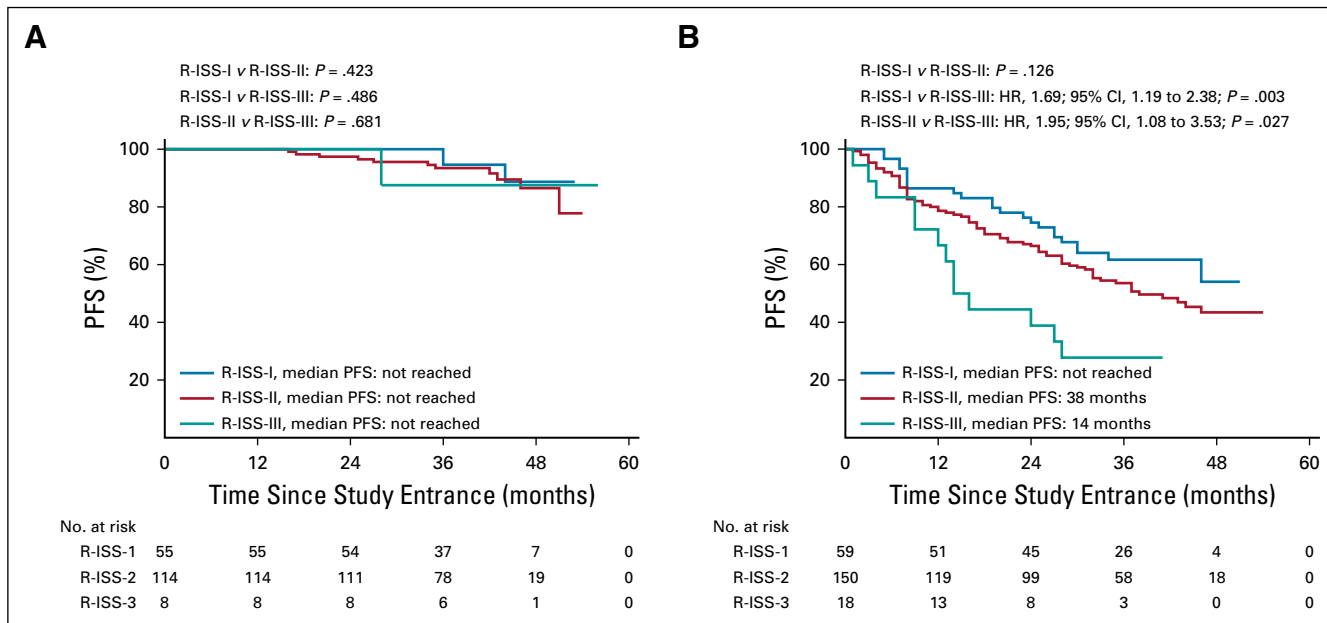 A
R-ISS-I v R-ISS-II: P = .423
R-ISS-I v R-ISS-III: P = .486
R-ISS-II v R-ISS-III: P = .681
100
80
60
40
20
PFS (%)
R-ISS-I, median PFS: not reached
R-ISS-II, median PFS: not reached
R-ISS-III, median PFS: not reached
0 12 24 36 48 60
Time Since Study Entrance (months)
No. at risk
R-ISS-1 55 55 54 37 7 0
R-ISS-2 114 114 111 78 19 0
R-ISS-3 8 8 8 6 1 0
B
R-ISS-I v R-ISS-II: P = .126
R-ISS-I v R-ISS-III: HR, 1.69; 95% CI, 1.19 to 2.38; P = .003
R-ISS-II v R-ISS-III: HR, 1.95; 95% CI, 1.08 to 3.53; P = .027
100
80
60
40
20
PFS (%)
R-ISS-I, median PFS: not reached
R-ISS-II, median PFS: 38 months
R-ISS-III, median PFS: 14 months
0 12 24 36 48 60
Time Since Study Entrance (months)
No. at risk
R-ISS-1 59 51 45 26 4 0
R-ISS-2 150 119 99 58 18 0
R-ISS-3 18 13 8 3 0 0